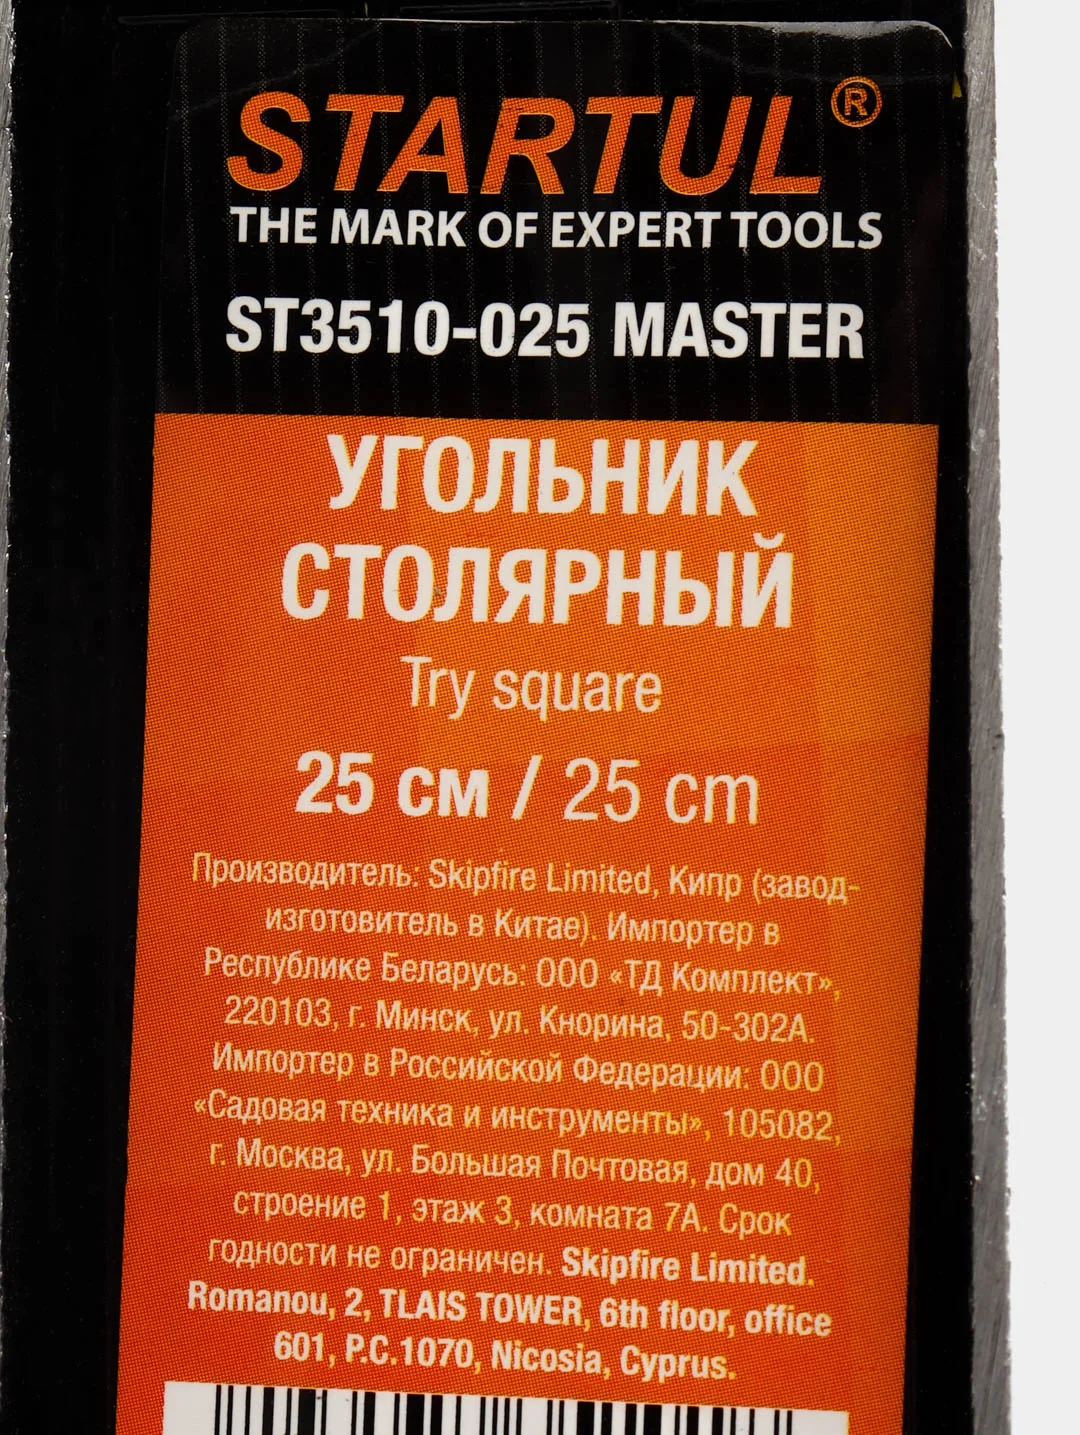 STARTUL®
THE MARK OF EXPERT TOOLS
ST3510-025 MASTER
УГОЛЬНИК
СТОЛЯРНЫЙ
Try square
25 см / 25 cm
Производитель: Skipfire Limited, Кипр (завод-
изготовитель в Китае). Импортер в
Республике Беларусь: ООО «ТД Комплект»,
220103, г. Минск, ул. Кнорина, 50-302А.
Импортер в Российской Федерации: ООО
«Садовая техника и инструменты», 105082,
г. Москва, ул. Большая Почтовая, дом 40,
строение 1, этаж 3, комната 7А. Срок
годности не ограничен. Skipfire Limited.
Romanou, 2, TLAIS TOWER, 6th floor, office
601, P.C.1070, Nicosia, Cyprus.